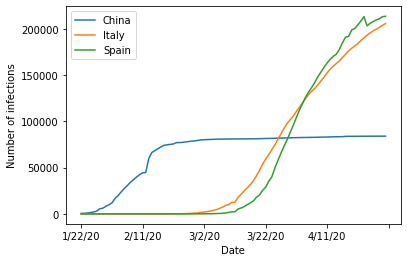 China
Italy
Spain
200000
150000
100000
50000
0
Number of infections
1/22/20 2/11/20 3/2/20 3/22/20 4/11/20
Date